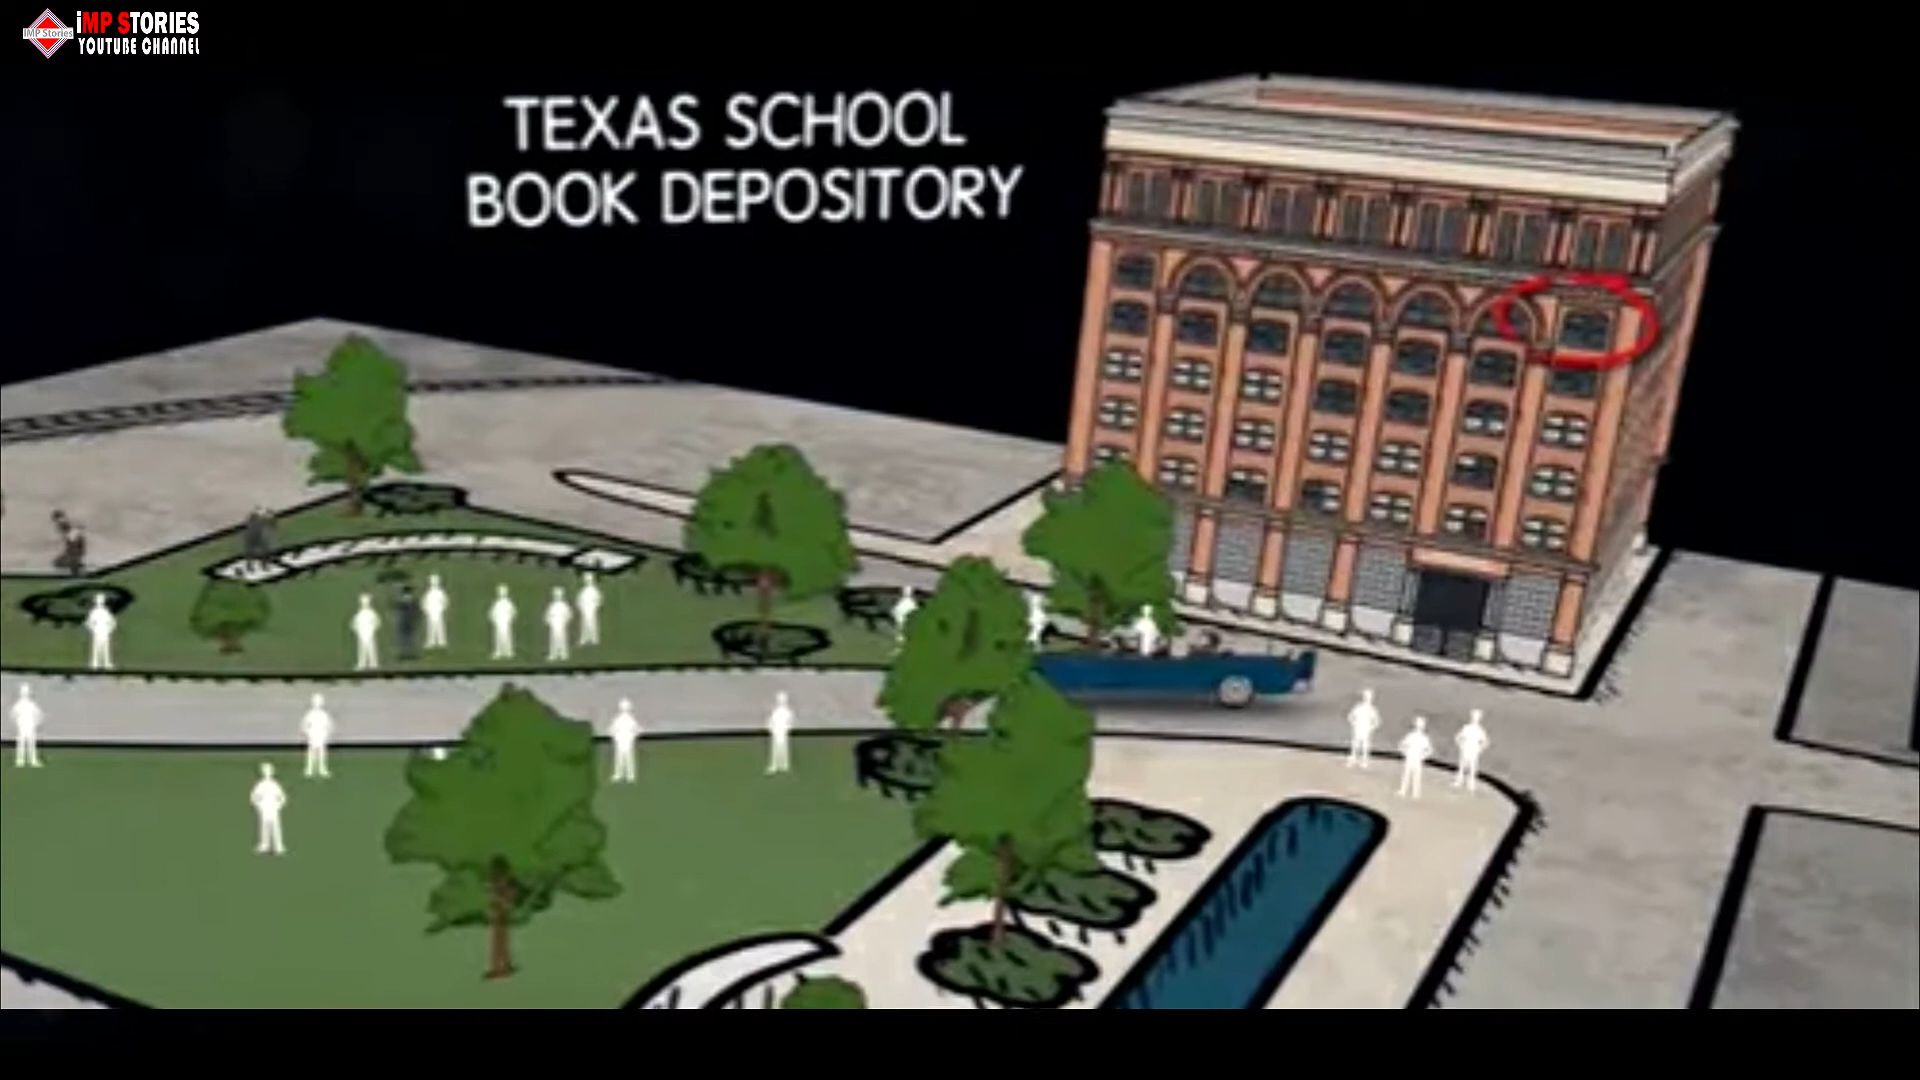 IMP Stories
iMP STORIES
YOUTUBE CHANNEL
TEXAS SCHOOL
BOOK DEPOSITORY